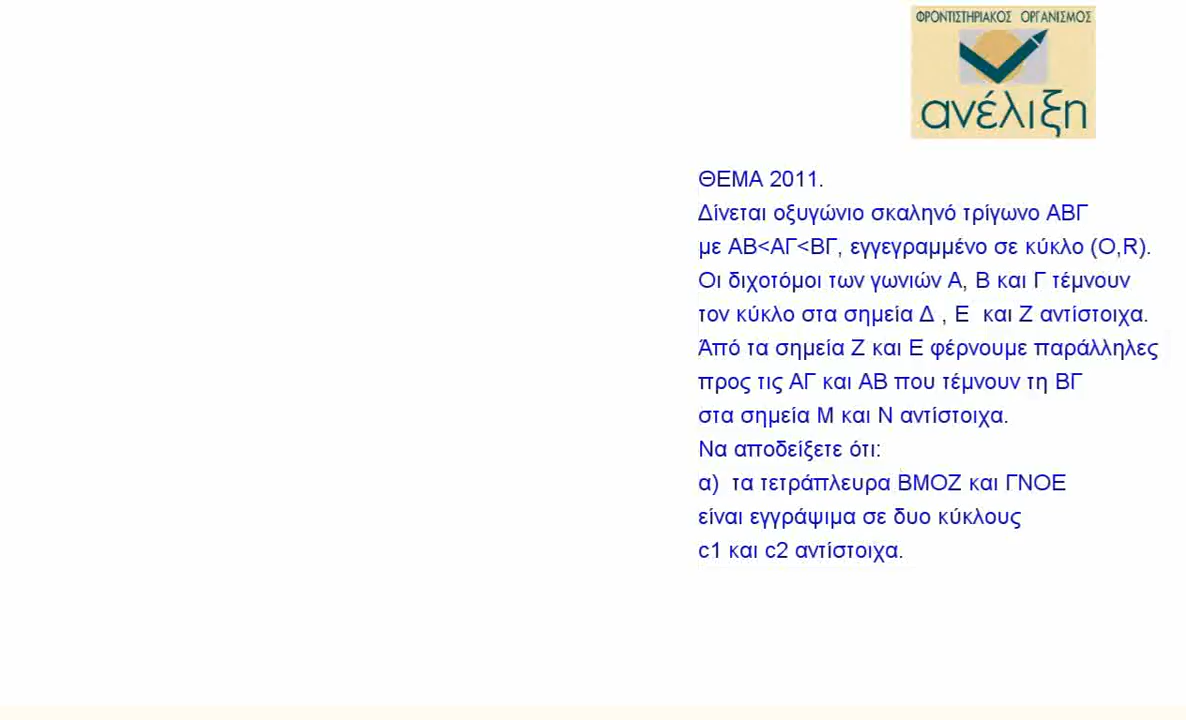 ΦΡΟΝΤΙΣΤΗΡΙΑΚΟΣ ΟΡΓΑΝΙΣΜΟΣ
ανέλιξη
ΘΕΜΑ 2011.
Δίνεται οξυγώνιο σκαληνό τρίγωνο ΑΒΓ
με ΑΒ<ΑΓ<ΒΓ, εγγεγραμμένο σε κύκλο (Ο,R).
Οι διχοτόμοι των γωνιών Α, Β και Γ τέμνουν
τον κύκλο στα σημεία Δ , Ε και Ζ αντίστοιχα.
Άπό τα σημεία Ζ και Ε φέρνουμε παράλληλες
προς τις ΑΓ και ΑΒ που τέμνουν τη ΒΓ
στα σημεία Μ και Ν αντίστοιχα.
Να αποδείξετε ότι:
α) τα τετράπλευρα ΒΜΟΖ και ΓΝΟΕ
είναι εγγράψιμα σε δυο κύκλους
c1 και c2 αντίστοιχα.